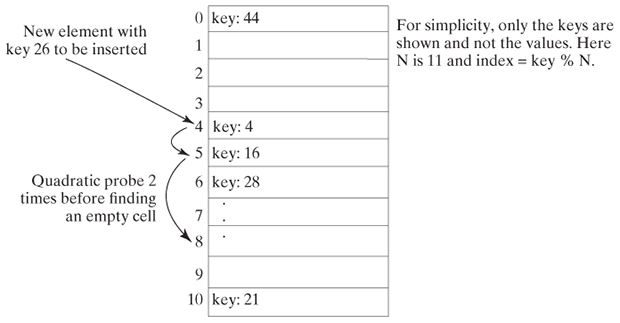 New element with
key 26 to be inserted
0 key: 44
1
2
3
4 key: 4
5 key: 16
6 key: 28
7 .
8 .
9
10 key: 21
Quadratic probe 2
times before finding
an empty cell
For simplicity, only the keys are
shown and not the values. Here
N is 11 and index = key % N.